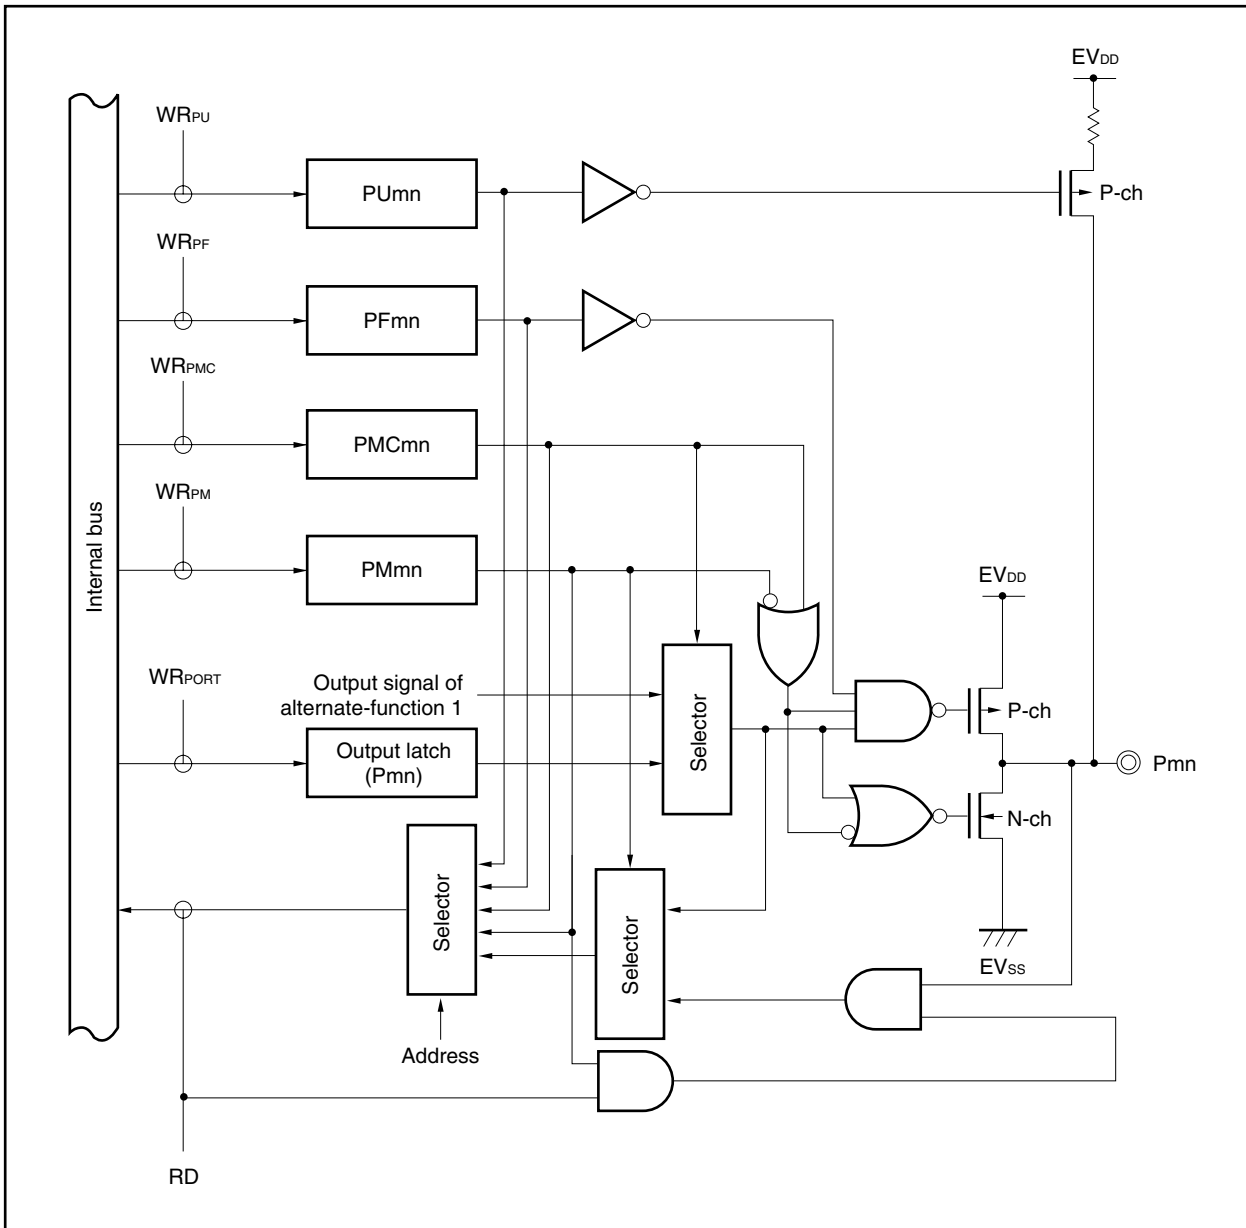 EVDD
WRPU
PUmn
P-ch
WRPF
PFmn
WRPMC
PMCmn
WRPM
PMmn
Internal bus
EVDD
WRPORT
Output signal of
alternate-function 1
Output latch
(Pmn)
Selector
P-ch
Pmn
N-ch
Selector
Selector
EVSS
Address
RD